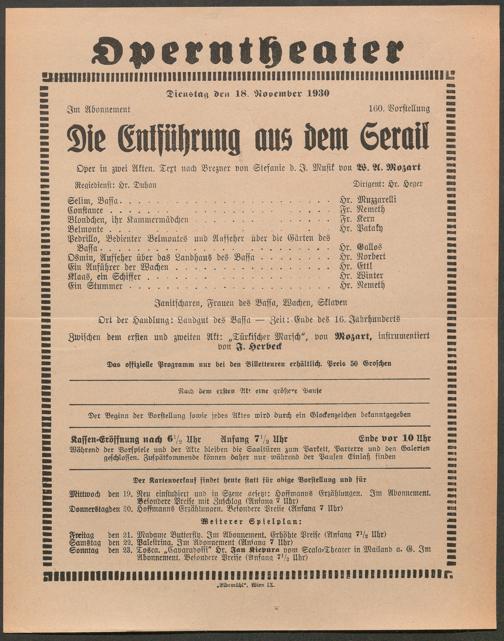 Operntheater
Dienstag den 18. November 1930
Im Abonnement 160. Vorstellung
Die Entführung aus dem Serail
Oper in zwei Akten. Text nach Brezner von Stefanie d. J. Musik von W. A. Mozart
Regiedienst: Hr. Duhan Dirigent: Hr. Heger
Selim, Bassa Hr. Muzzarelli
Constanze Fr. Nemeth
Blondchen, ihr Kammermädchen Fr. Kern
Belmonte Hr. Pataky
Pedrillo, Bedienter Belmontes und Aufseher über die Gärten des
Bassa Hr. Gallos
Osmin, Aufseher über das Landhaus des Bassa Hr. Norbert
Ein Anführer der Wachen Hr. Ettl
Klaas, ein Schiffer Hr. Winter
Ein Stummer Hr. Nemeth
Janitscharen, Frauen des Bassa, Wachen, Sklaven
Ort der Handlung: Landgut des Bassa — Zeit: Ende des 16. Jahrhunderts
Zwischen dem ersten und zweiten Akt: „Türkischer Marsch“, von Mozart, instrumentiert
von J. Herbeck
Das offizielle Programm nur bei den Billetteuren erhältlich. Preis 50 Groschen
Nach dem ersten Akt eine größere Pause
Der Beginn der Vorstellung sowie jedes Aktes wird durch ein Glockenzeichen bekanntgegeben
Kassen-Eröffnung nach 6½ Uhr Anfang 7½ Uhr Ende vor 10 Uhr
Während der Vorspiele und der Akte bleiben die Saaltüren zum Parkett, Parterre und den Galerien
geschlossen. Zuspätkommende können daher nur während der Pausen Einlaß finden
Der Kartenverkauf findet heute statt für obige Vorstellung und für
Mittwoch den 19. Neu einstudiert und in Szene gesetzt: Hoffmanns Erzählungen. Im Abonnement.
Besondere Preise mit Zuschlag (Anfang 7 Uhr)
Donnerstag den 20. Hoffmanns Erzählungen. Besondere Preise (Anfang 7 Uhr)
Weiterer Spielplan:
Freitag den 21. Madame Butterfly. Im Abonnement. Erhöhte Preise (Anfang 7½ Uhr)
Samstag den 22. Palestrina. Im Abonnement (Anfang 7 Uhr)
Sonntag den 23. Tosca. „Cavaradossi“ Hr. Jan Kiepura vom Scala-Theater in Mailand a. G. Im
Abonnement. Besondere Preise (Anfang 7½ Uhr)
„Elbemühl“, Wien IX.